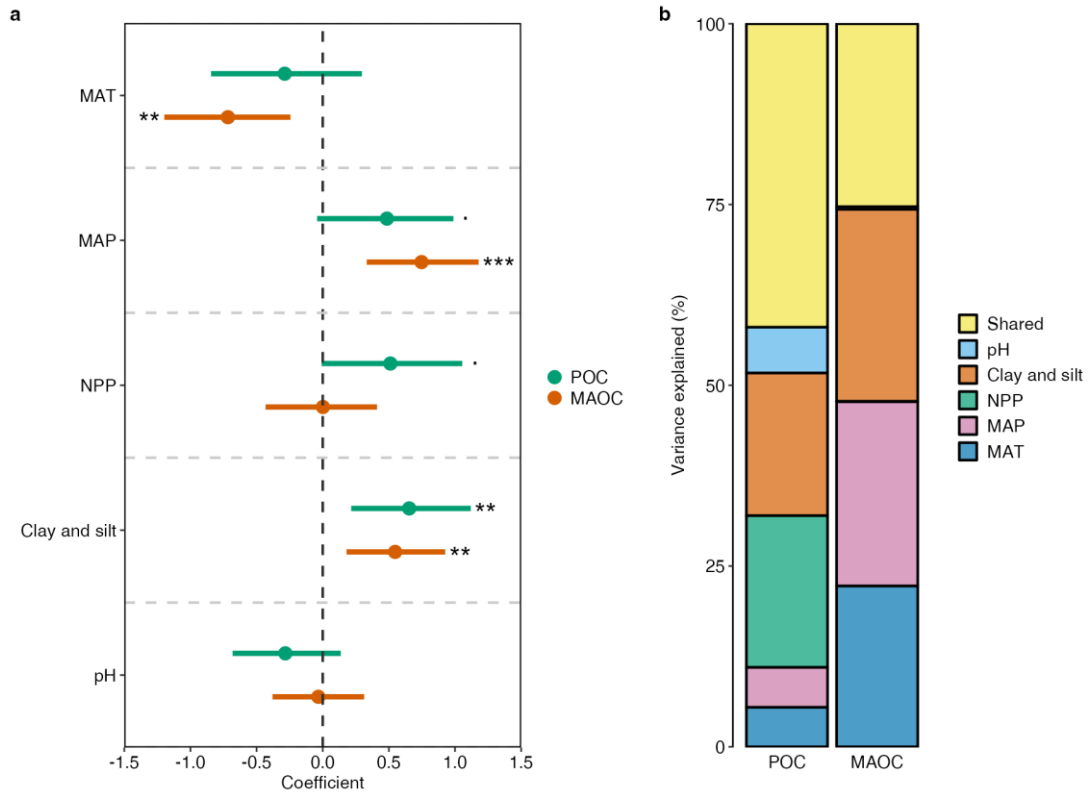 a
MAT
**
MAP
.
***
NPP
.
Clay and silt
**
**
pH
-1.5 -1.0 -0.5 0.0 0.5 1.0 1.5
Coefficient
POC
MAOC
b
Variance explained (%)
100
75
50
25
0
POC MAOC
Shared
pH
Clay and silt
NPP
MAP
MAT